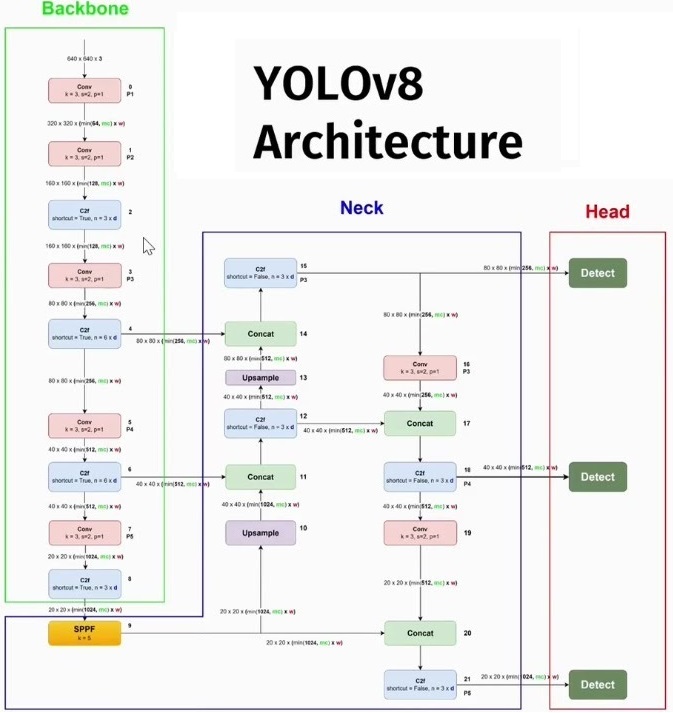 Backbone
YOLOv8
Architecture
640 x 640 x 3
Conv
k = 3, s=2, p=1
0
P1
320 x 320 x (min(64, mc) x w)
Conv
k = 3, s=2, p=1
1
P2
160 x 160 x (min(128, mc) x w)
C2f
shortcut = True, n = 3 x d
2
160 x 160 x (min(128, mc) x w)
Conv
k = 3, s=2, p=1
3
P3
80 x 80 x (min(256, mc) x w)
C2f
shortcut = True, n = 6 x d
4
80 x 80 x (min(256, mc) x w)
80 x 80 x (min(256, mc) x w)
Conv
k = 3, s=2, p=1
5
P4
40 x 40 x (min(512, mc) x w)
C2f
shortcut = True, n = 6 x d
6
40 x 40 x (min(512, mc) x w)
40 x 40 x (min(512, mc) x w)
Conv
k = 3, s=2, p=1
7
P5
20 x 20 x (min(1024, mc) x w)
C2f
shortcut = True, n = 3 x d
8
20 x 20 x (min(1024, mc) x w)
SPPF
k = 5
9
20 x 20 x (min(1024, mc) x w)
Neck
C2f
shortcut = False, n = 3 x d
15
P3
Concat
14
80 x 80 x (min(512, mc) x w)
Upsample
13
40 x 40 x (min(512, mc) x w)
C2f
shortcut = False, n = 3 x d
12
40 x 40 x (min(512, mc) x w)
Concat
11
40 x 40 x (min(1024, mc) x w)
Upsample
10
20 x 20 x (min(1024, mc) x w)
80 x 80 x (min(256, mc) x w)
80 x 80 x (min(256, mc) x w)
Conv
k = 3, s=2, p=1
16
P3
40 x 40 x (min(256, mc) x w)
Concat
17
C2f
shortcut = False, n = 3 x d
18
P4
40 x 40 x (min(512, mc) x w)
40 x 40 x (min(512, mc) x w)
Conv
k = 3, s=2, p=1
19
20 x 20 x (min(512, mc) x w)
Concat
20
C2f
shortcut = False, n = 3 x d
21
P5
20 x 20 x (min(1024, mc) x w)
Head
Detect
Detect
Detect